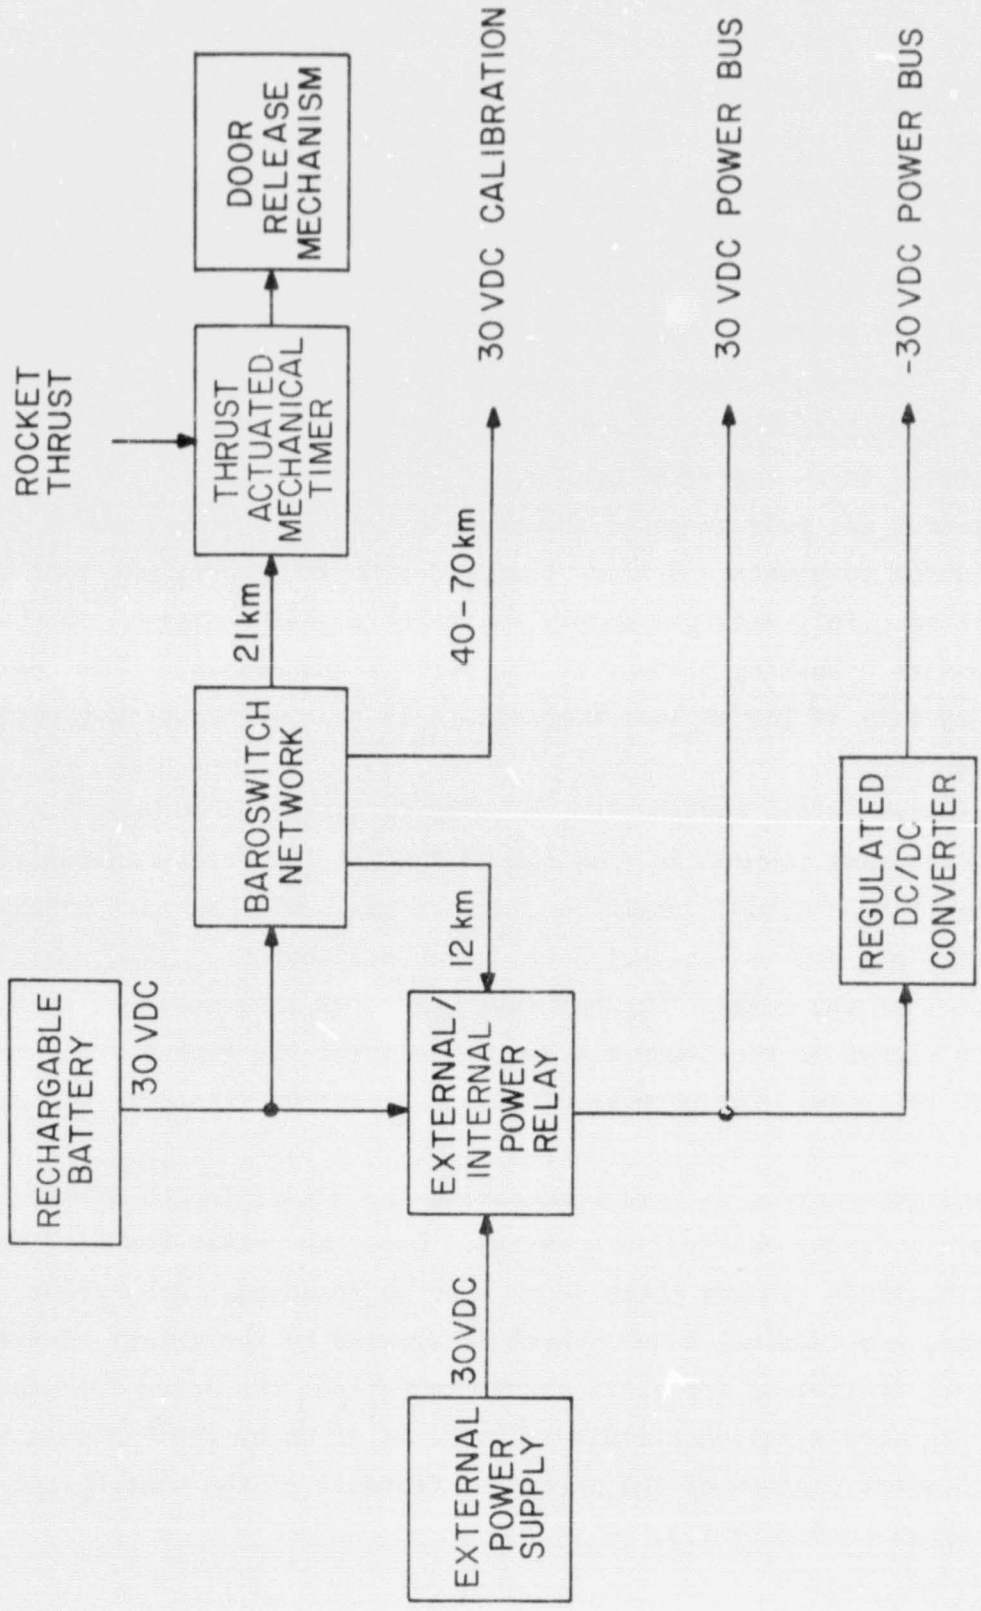 ROCKET
THRUST
RECHARGABLE
BATTERY
30 VDC
BAROSWITCH
NETWORK
21 km
THRUST
ACTUATED
MECHANICAL
TIMER
DOOR
RELEASE
MECHANISM
12 km
40-70 km
30 VDC CALIBRATION
EXTERNAL
POWER
SUPPLY
30 VDC
EXTERNAL/
INTERNAL
POWER
RELAY
30 VDC POWER BUS
REGULATED
DC/DC
CONVERTER
-30 VDC POWER BUS